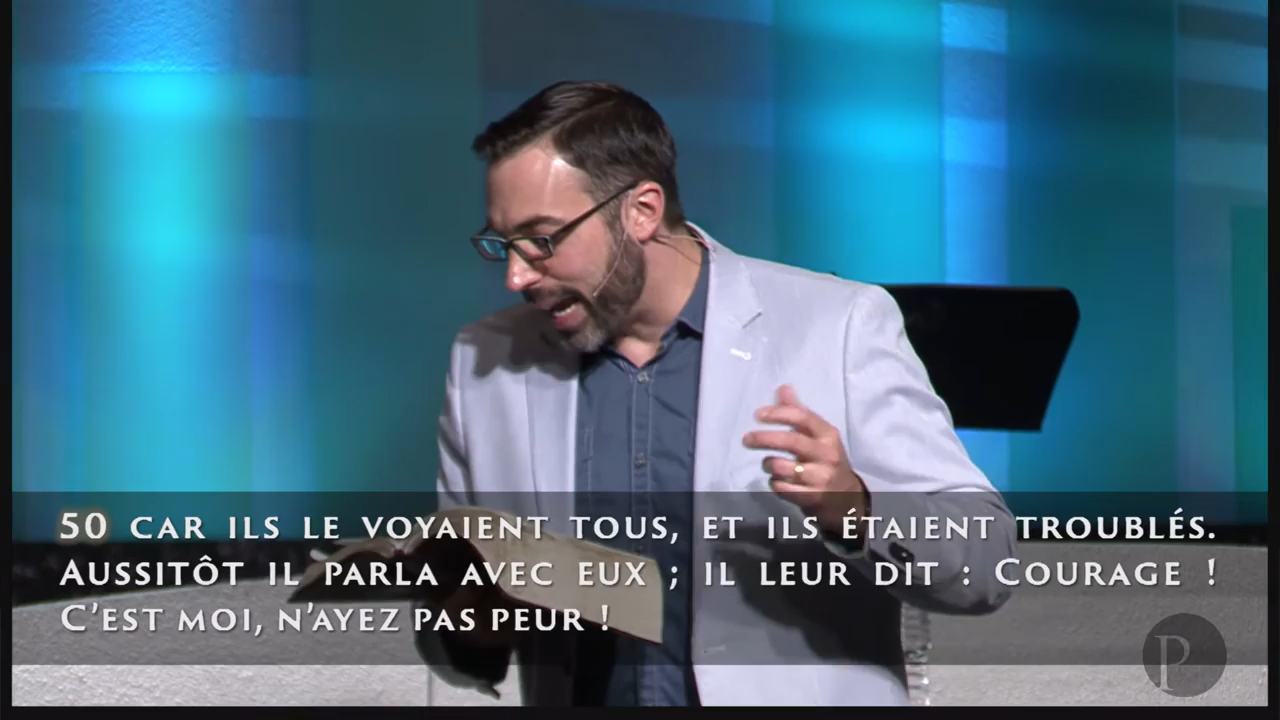 50 CAR ILS LE VOYAIENT TOUS, ET ILS ÉTAIENT TROUBLÉS.
AUSSITÔT IL PARLA AVEC EUX ; IL LEUR DIT : COURAGE !
C'EST MOI, N'AYEZ PAS PEUR !
P